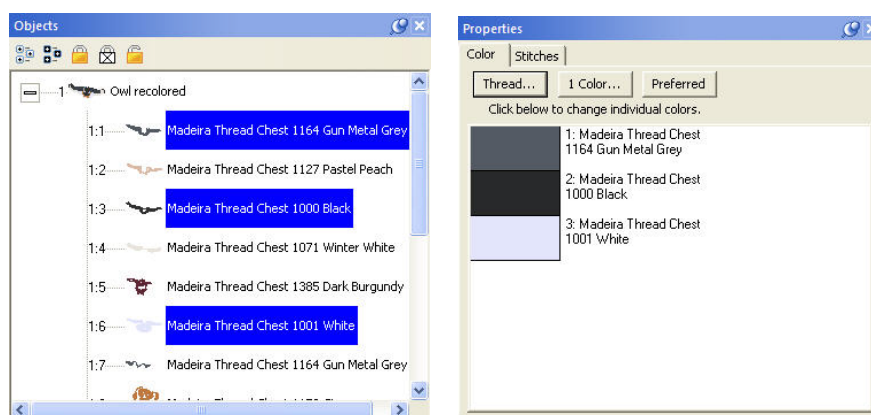 Objects
1 Owl recolored
1:1 Madeira Thread Chest 1164 Gun Metal Grey
1:2 Madeira Thread Chest 1127 Pastel Peach
1:3 Madeira Thread Chest 1000 Black
1:4 Madeira Thread Chest 1071 Winter White
1:5 Madeira Thread Chest 1385 Dark Burgundy
1:6 Madeira Thread Chest 1001 White
1:7 Madeira Thread Chest 1164 Gun Metal Grey
Properties
Color Stitches
Thread... 1 Color... Preferred
Click below to change individual colors.
1: Madeira Thread Chest
1164 Gun Metal Grey
2: Madeira Thread Chest
1000 Black
3: Madeira Thread Chest
1001 White